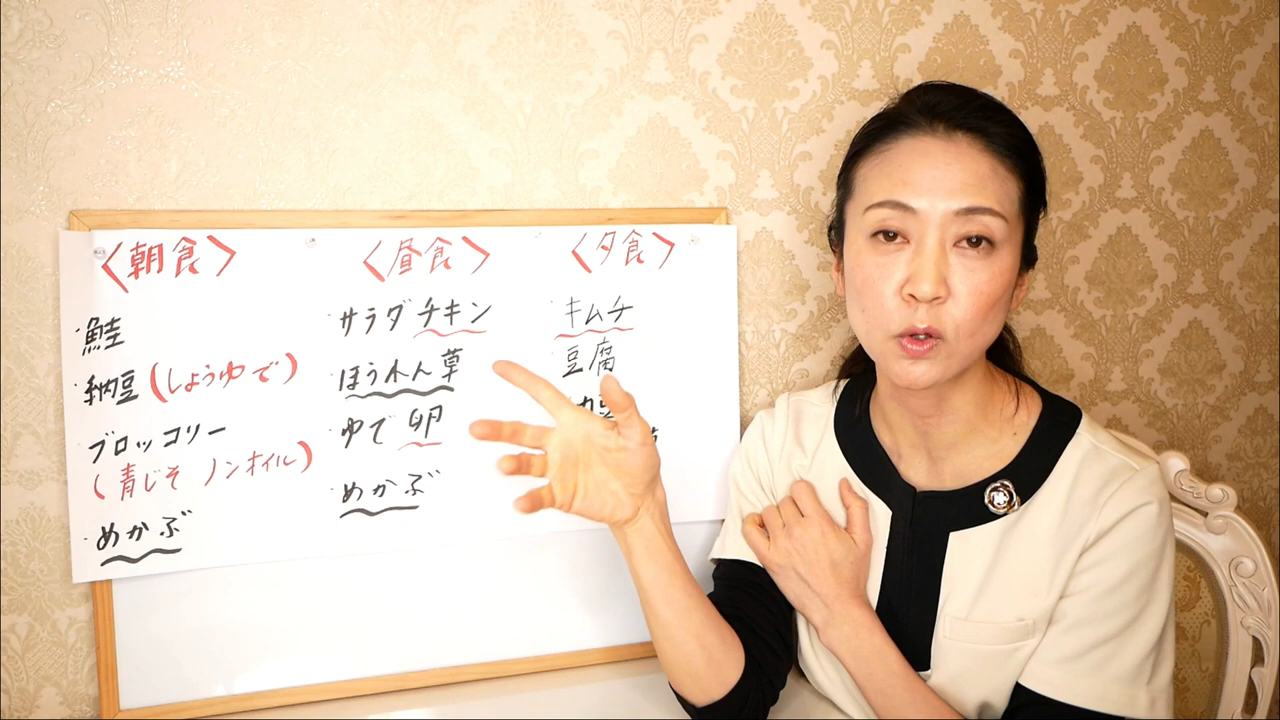 〈朝食〉
・鮭
・納豆(しょうゆで)
ブロッコリー
(青じそ ノンオイル)
・めかぶ
〈昼食〉
・サラダチキン
・ほうれん草
・ゆで卵
・めかぶ
〈夕食〉
・キムチ
豆腐